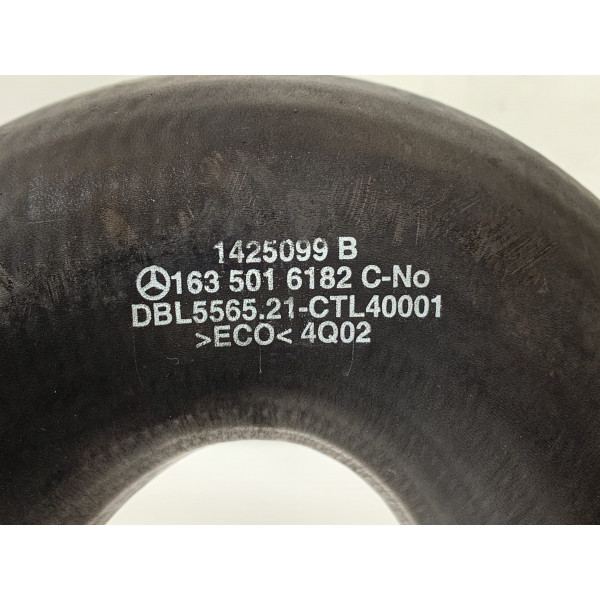 1425099 B
163 501 6182 C-No
DBL5565.21-CTL40001
>ECO< 4Q02